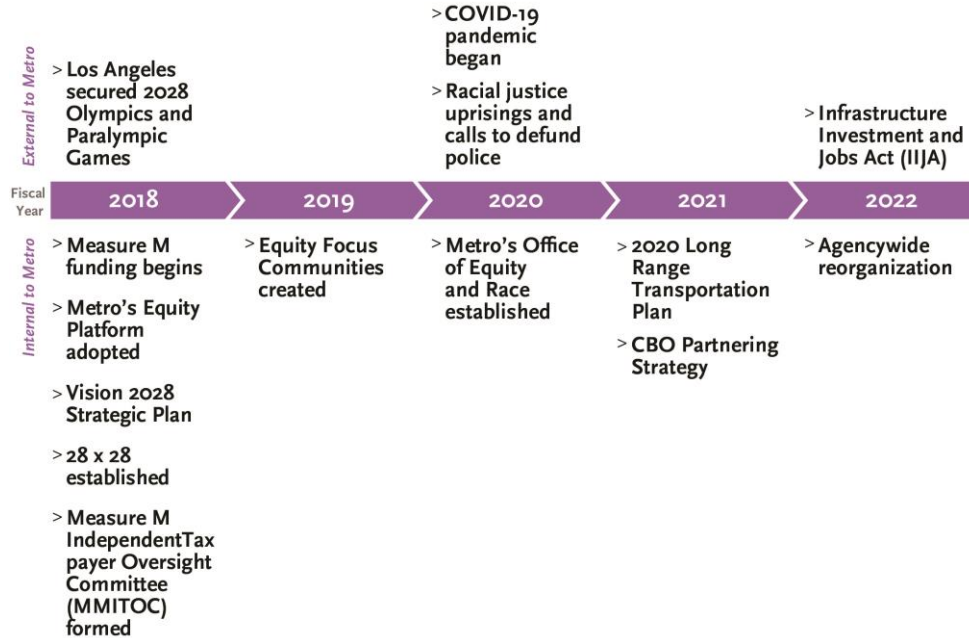 External to Metro
> Los Angeles
secured 2028
Olympics and
Paralympic
Games
> COVID-19
pandemic
began
> Racial justice
uprisings and
calls to defund
police
> Infrastructure
Investment and
Jobs Act (IIJA)
Fiscal
Year
2018
2019
2020
2021
2022
Internal to Metro
> Measure M
funding begins
> Metro's Equity
Platform
adopted
> Vision 2028
Strategic Plan
> 28 x 28
established
> Measure M
IndependentTax
payer Oversight
Committee
(MMITOC)
formed
> Equity Focus
Communities
created
> Metro's Office
of Equity
and Race
established
> 2020 Long
Range
Transportation
Plan
> CBO Partnering
Strategy
> Agencywide
reorganization